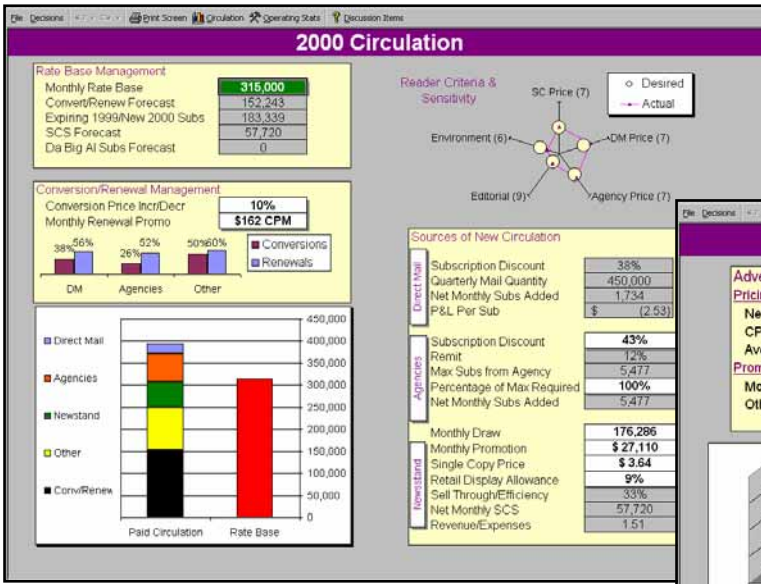 File Decisions Print Screen Circulation Operating Stats Discussion Items
2000 Circulation
Rate Base Management
Monthly Rate Base 315,000
Convert/Renew Forecast 152,243
Expiring 1999/New 2000 Subs 183,339
SCS Forecast 57,720
Da Big Al Subs Forecast 0
Reader Criteria &
Sensitivity
SC Price (7)
Desired
Actual
Environment (6)
DM Price (7)
Editorial (9)
Agency Price (7)
Conversion/Renewal Management
Conversion Price Incr/Decr 10%
Monthly Renewal Promo $162 CPM
38% 56% 26% 52% 50% 60%
Conversions
Renewals
DM Agencies Other
Direct Mail
Agencies
Newstand
Other
Conv/Renew
450,000
400,000
350,000
300,000
250,000
200,000
150,000
100,000
50,000
0
Paid Circulation Rate Base
Sources of New Circulation
Direct Mail
Subscription Discount 38%
Quarterly Mail Quantity 450,000
Net Monthly Subs Added 1,734
P&L Per Sub $ (2.53)
Agencies
Subscription Discount 43%
Remit 12%
Max Subs from Agency 5,477
Percentage of Max Required 100%
Net Monthly Subs Added 5,477
Newsstand
Monthly Draw 176,286
Monthly Promotion $ 27,110
Single Copy Price $ 3.64
Retail Display Allowance 9%
Sell Through/Efficiency 33%
Net Monthly SCS 57,720
Revenue/Expenses 1.51
File Decisions
Adve
Pricin
Ne
CP
Ave
Prom
Mo
Oth